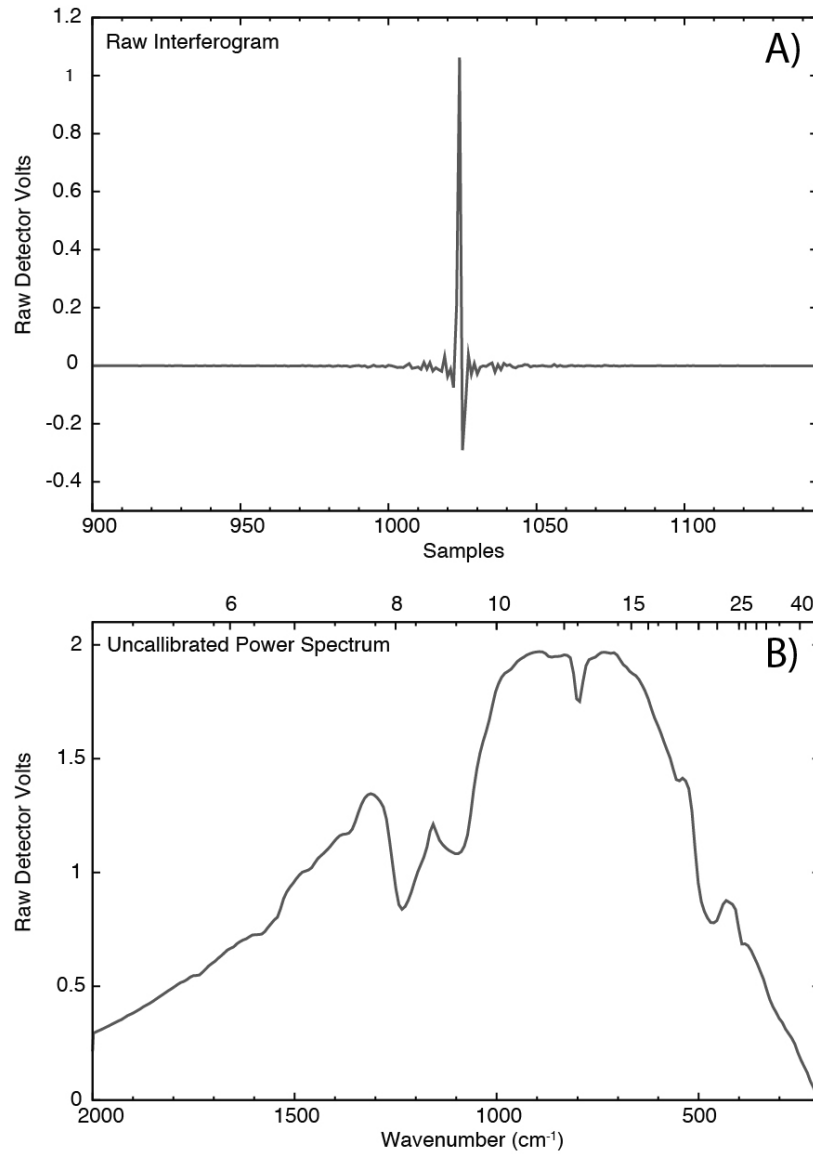 1.2
Raw Interferogram
A)
1
0.8
0.6
0.4
0.2
0
-0.2
-0.4
Raw Detector Volts
900 950 1000 1050 1100
Samples
6 8 10 15 25 40
2
Uncallibrated Power Spectrum
B)
1.5
1
0.5
0
Raw Detector Volts
2000 1500 1000 500
Wavenumber (cm⁻¹)